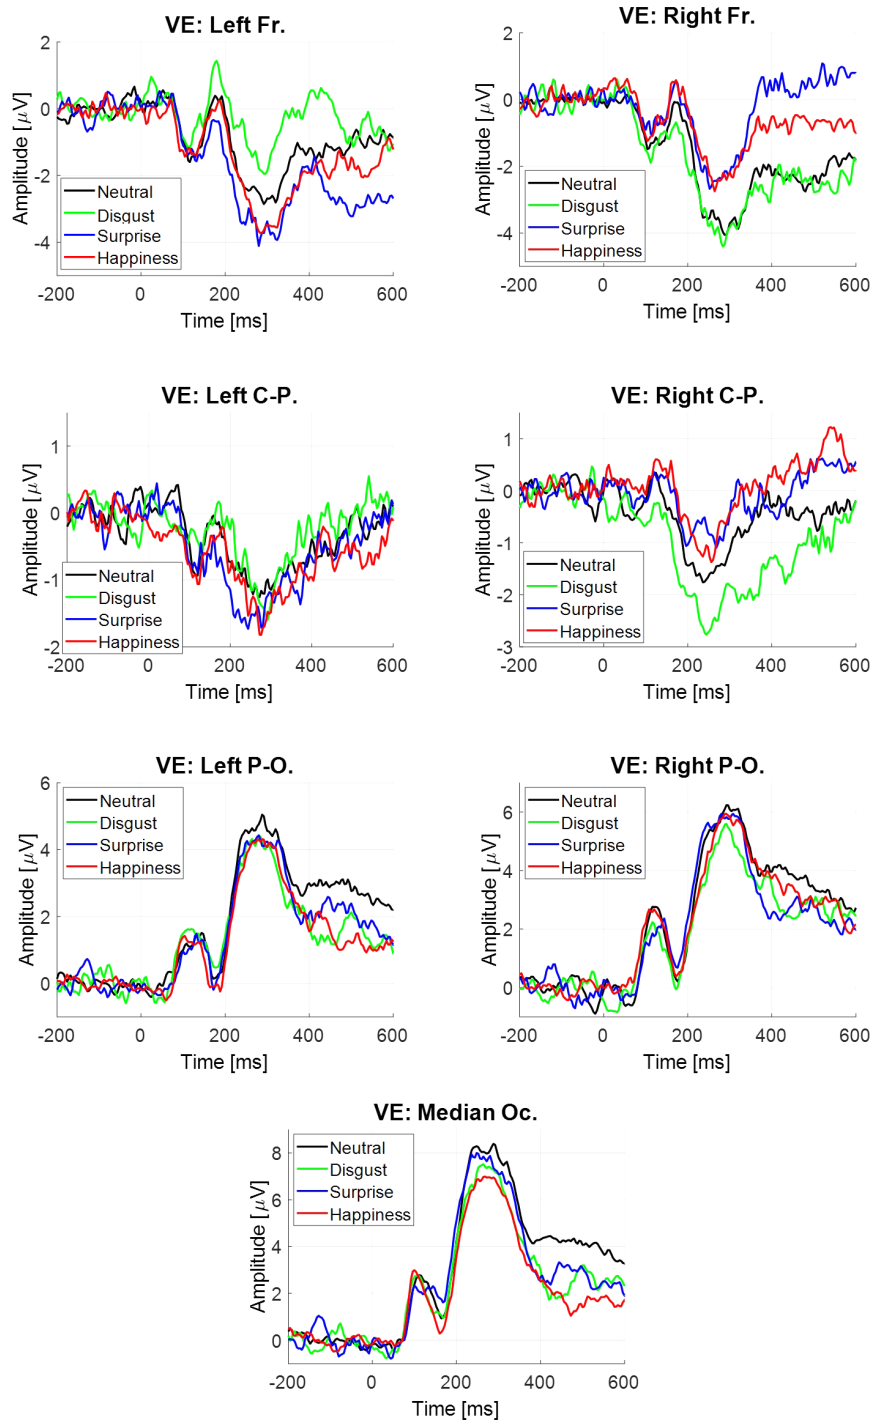 VE: Left Fr.
2
0
-2
-4
Amplitude [μV]
Neutral
Disgust
Surprise
Happiness
-200 0 200 400 600
Time [ms]
VE: Right Fr.
2
0
-2
-4
Amplitude [μV]
Neutral
Disgust
Surprise
Happiness
-200 0 200 400 600
Time [ms]
VE: Left C-P.
1
0
-1
-2
Amplitude [μV]
Neutral
Disgust
Surprise
Happiness
-200 0 200 400 600
Time [ms]
VE: Right C-P.
1
0
-1
-2
-3
Amplitude [μV]
Neutral
Disgust
Surprise
Happiness
-200 0 200 400 600
Time [ms]
VE: Left P-O.
6
4
2
0
Amplitude [μV]
Neutral
Disgust
Surprise
Happiness
-200 0 200 400 600
Time [ms]
VE: Right P-O.
6
4
2
0
Amplitude [μV]
Neutral
Disgust
Surprise
Happiness
-200 0 200 400 600
Time [ms]
VE: Median Oc.
8
6
4
2
0
Amplitude [μV]
Neutral
Disgust
Surprise
Happiness
-200 0 200 400 600
Time [ms]